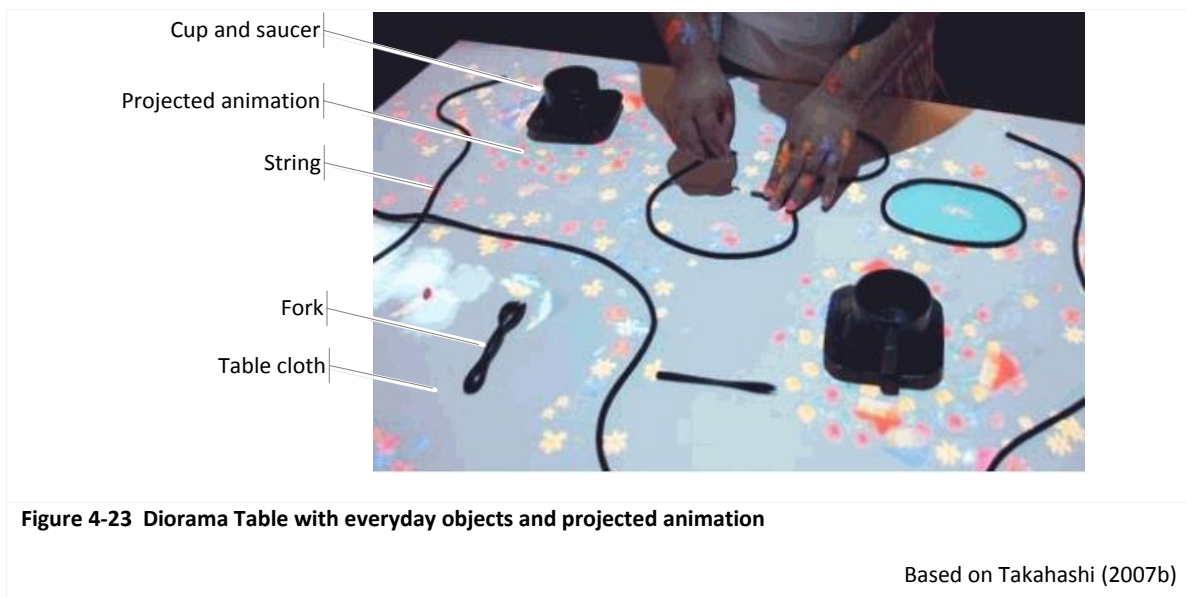 Cup and saucer
Projected animation
String
Fork
Table cloth
Figure 4-23 Diorama Table with everyday objects and projected animation
Based on Takahashi (2007b)